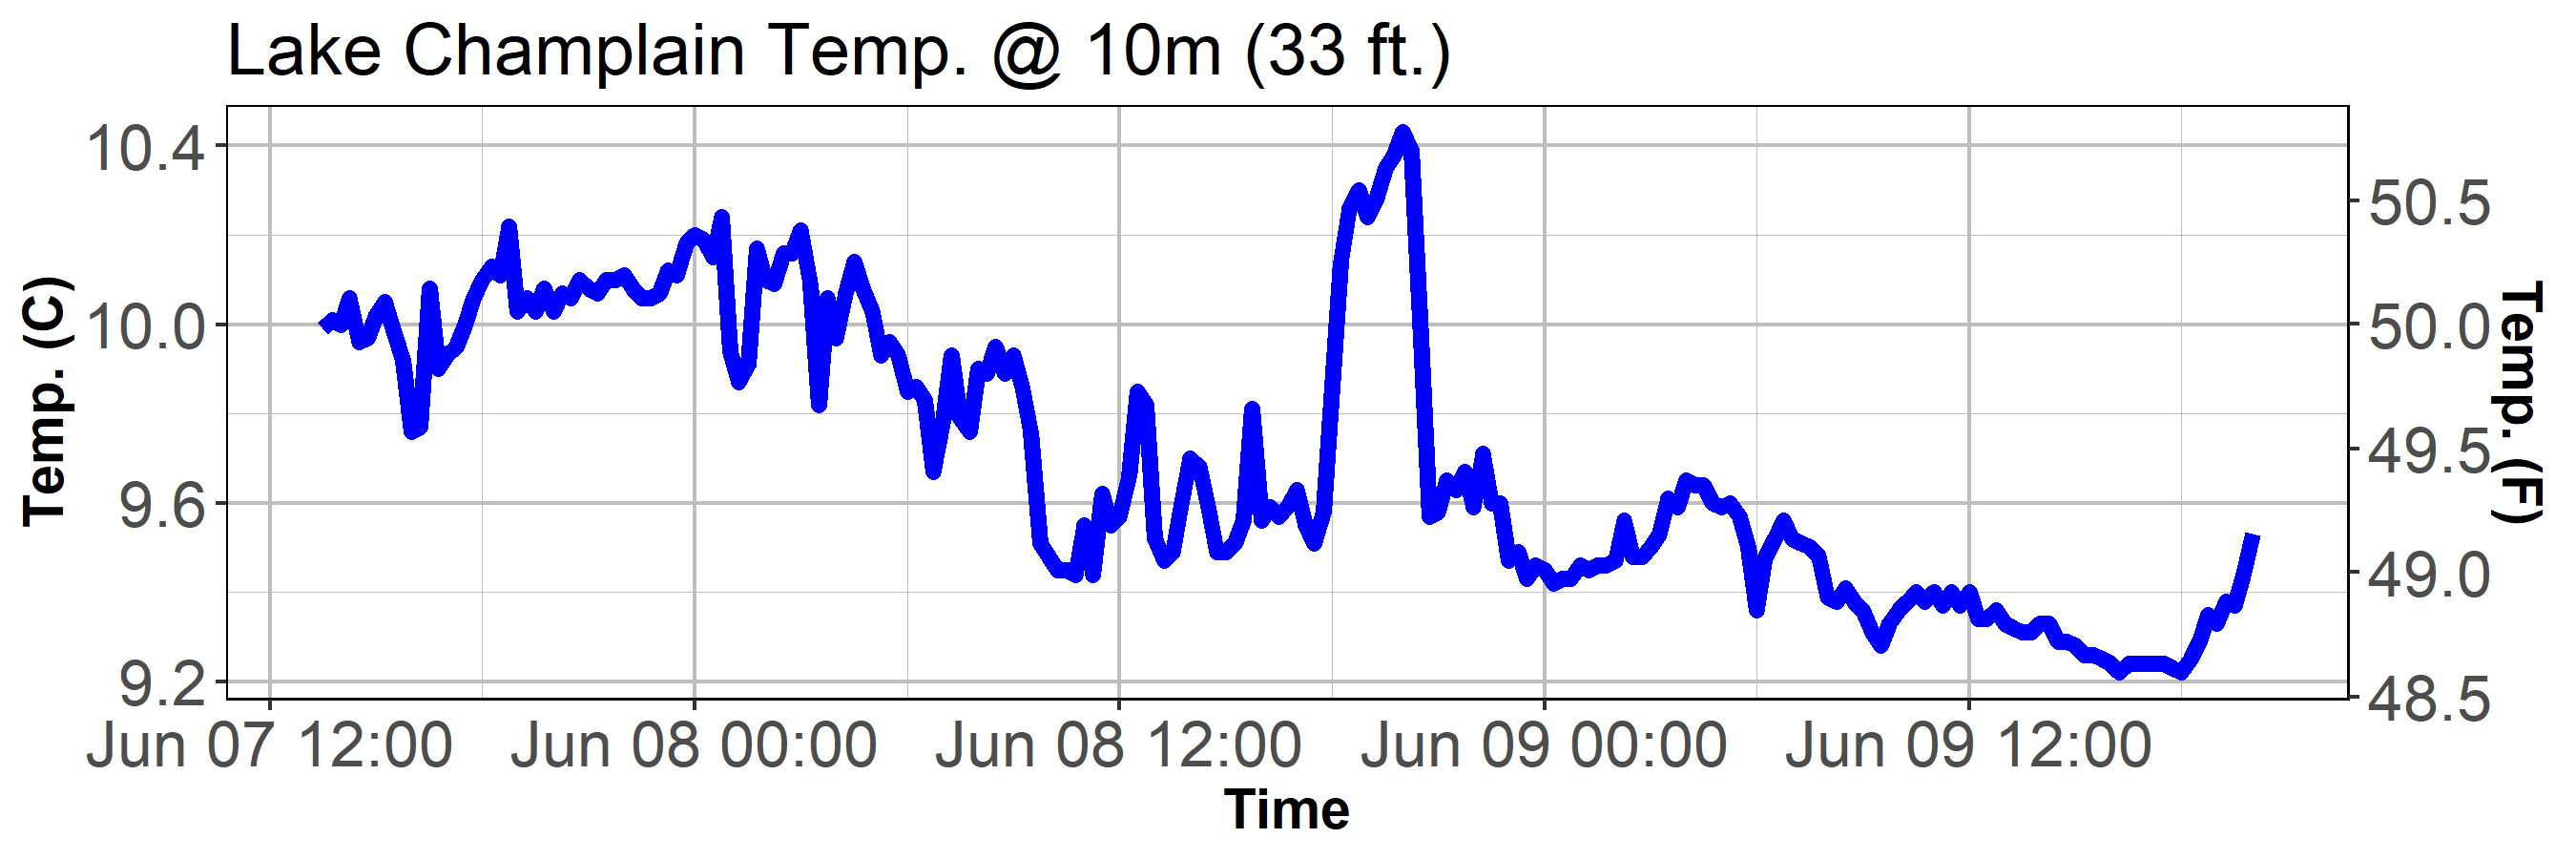 Lake Champlain Temp. @ 10m (33 ft.)
Temp. (C)
10.4
10.0
9.6
9.2
50.5
50.0
49.5
49.0
48.5
Temp. (F)
Jun 07 12:00
Jun 08 00:00
Jun 08 12:00
Jun 09 00:00
Jun 09 12:00
Time